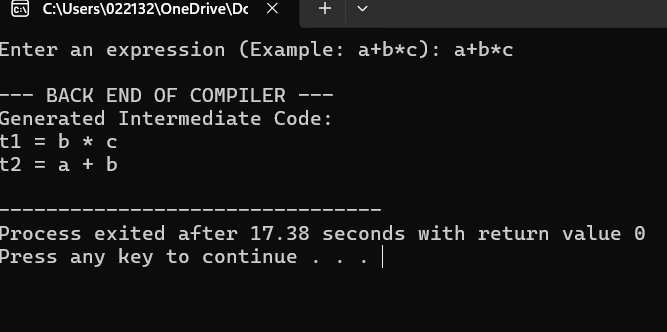 C:\Users\022132\OneDrive\Dc
Enter an expression (Example: a+b*c): a+b*c
--- BACK END OF COMPILER ---
Generated Intermediate Code:
t1 = b * c
t2 = a + b
--------------------------------
Process exited after 17.38 seconds with return value 0
Press any key to continue . . .